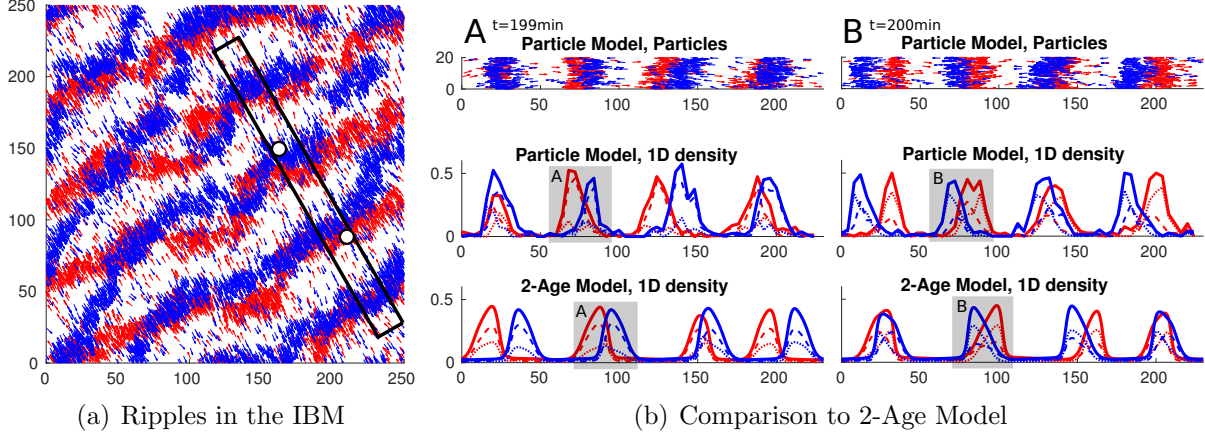 250
200
150
100
50
0
0 50 100 150 200 250
(a) Ripples in the IBM
A t=199min
Particle Model, Particles
20
0
0 50 100 150 200
Particle Model, 1D density
0.5
A
0
0 50 100 150 200
2-Age Model, 1D density
0.5
A
0
0 50 100 150 200
B t=200min
Particle Model, Particles
0 50 100 150 200
Particle Model, 1D density
B
0 50 100 150 200
2-Age Model, 1D density
B
0 50 100 150 200
(b) Comparison to 2-Age Model